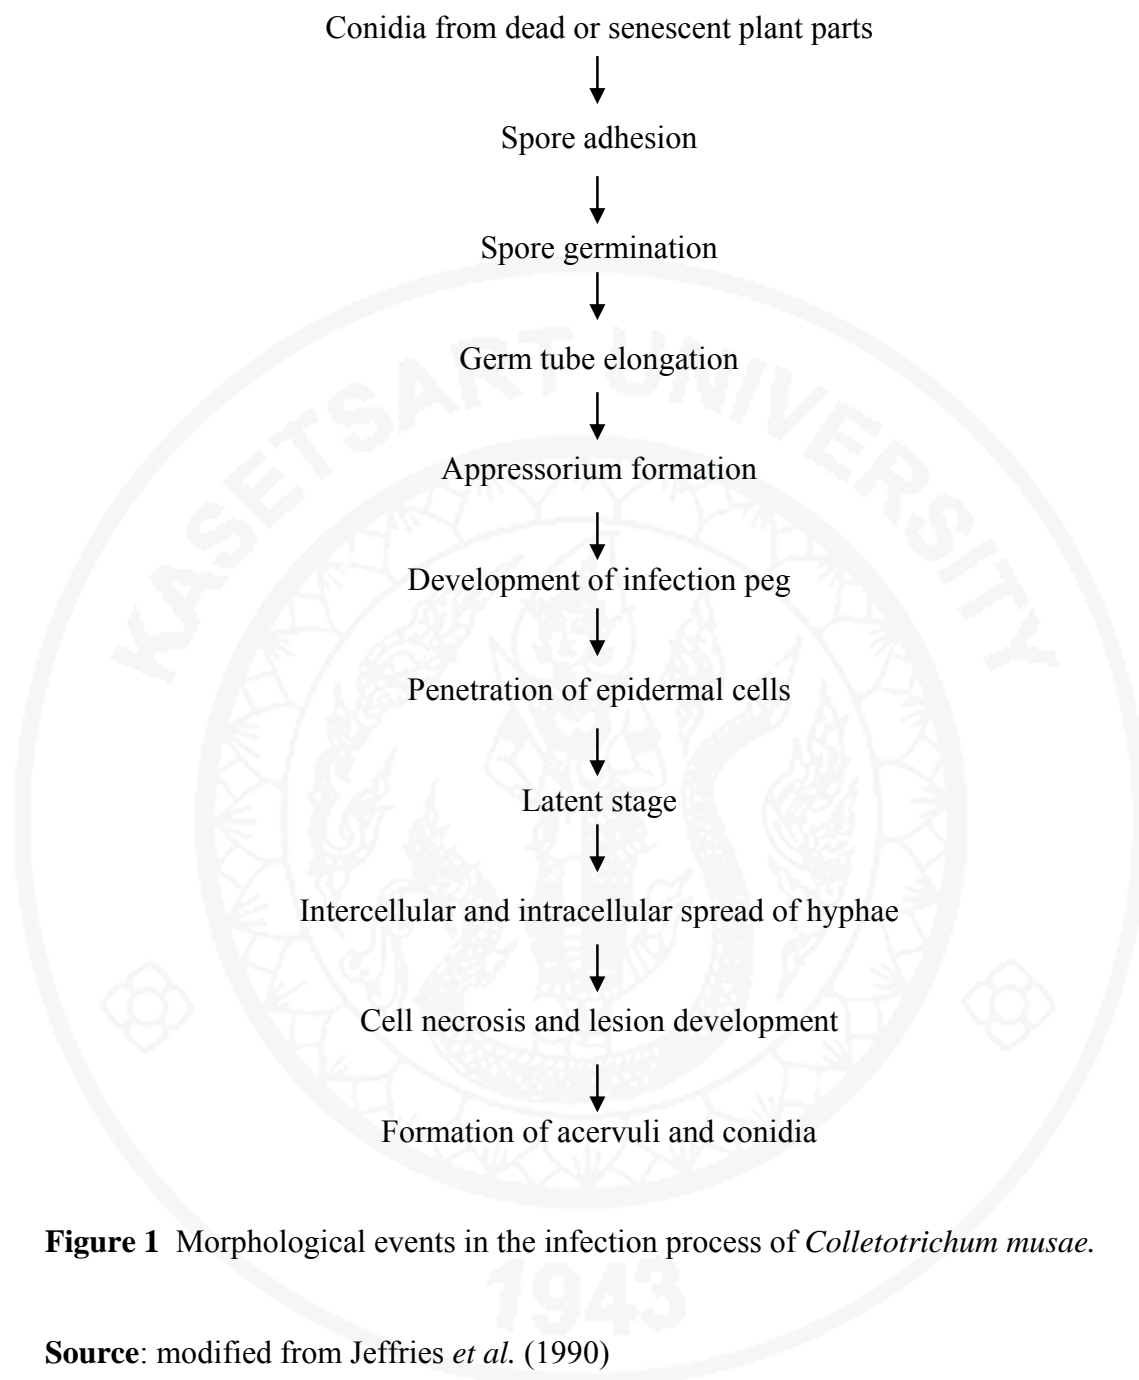 Conidia from dead or senescent plant parts
Spore adhesion
Spore germination
Germ tube elongation
Appressorium formation
Development of infection peg
Penetration of epidermal cells
Latent stage
Intercellular and intracellular spread of hyphae
Cell necrosis and lesion development
Formation of acervuli and conidia
KASETSART UNIVERSITY
1943
Figure 1  Morphological events in the infection process of Colletotrichum musae.
Source: modified from Jeffries et al. (1990)